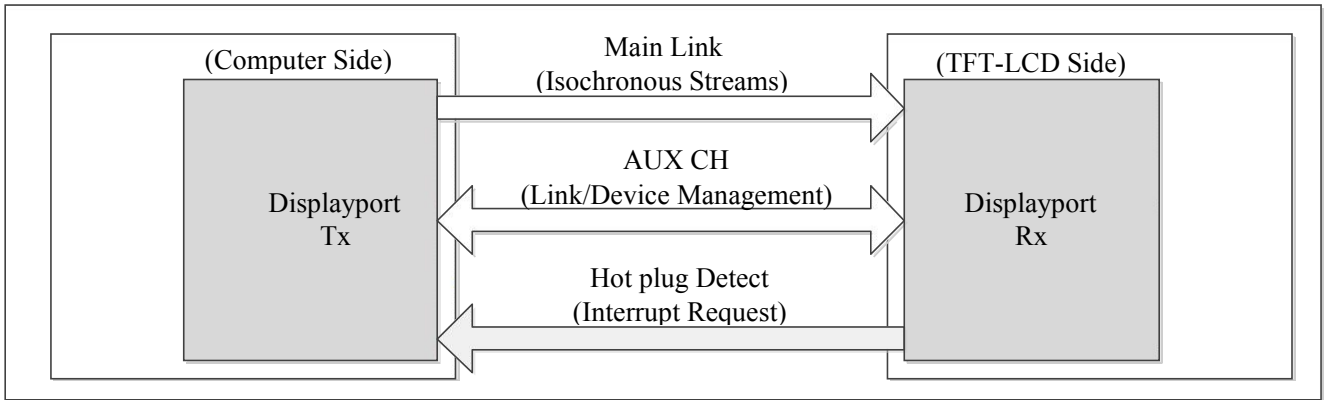 (Computer Side)
Main Link
(Isochronous Streams)
(TFT-LCD Side)
AUX CH
(Link/Device Management)
Displayport
Tx
Displayport
Rx
Hot plug Detect
(Interrupt Request)